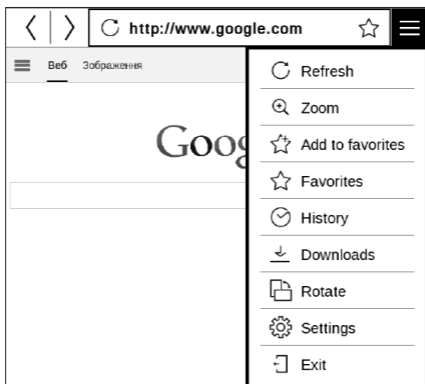 http://www.google.com
Refresh
Веб Зображення
Zoom
Goog
Add to favorites
Favorites
History
Downloads
Rotate
Settings
Exit